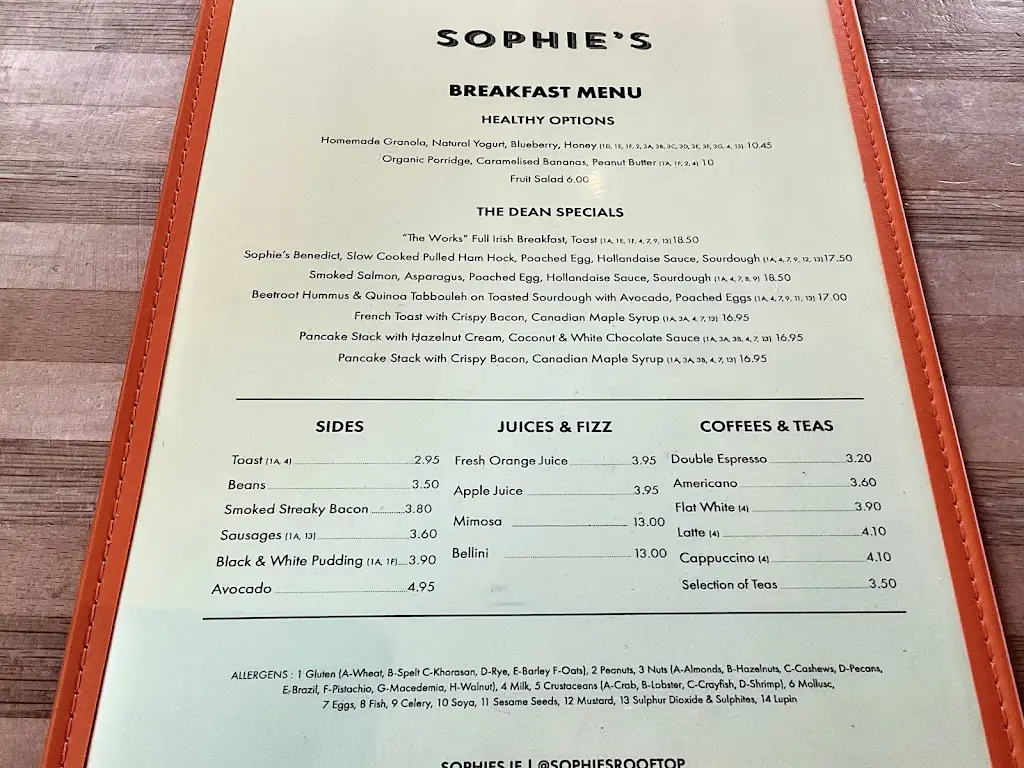 SOPHIE'S
BREAKFAST MENU
HEALTHY OPTIONS
Homemade Granola, Natural Yogurt, Blueberry, Honey (1D, 1E, 1F, 2, 3A, 3B, 3C, 3D, 3E, 3F, 3G, 4, 13) 10.45
Organic Porridge, Caramelised Bananas, Peanut Butter (1A, 1F, 2, 4) 10
Fruit Salad 6.00
THE DEAN SPECIALS
"The Works" Full Irish Breakfast, Toast (1A, 1E, 1F, 4, 7, 9, 13) 18.50
Sophie's Benedict, Slow Cooked Pulled Ham Hock, Poached Egg, Hollandaise Sauce, Sourdough (1A, 4, 7, 9, 12, 13) 17.50
Smoked Salmon, Asparagus, Poached Egg, Hollandaise Sauce, Sourdough (1A, 4, 7, 8, 9) 18.50
Beetroot Hummus & Quinoa Tabbouleh on Toasted Sourdough with Avocado, Poached Eggs (1A, 4, 7, 9, 11, 13) 17.00
French Toast with Crispy Bacon, Canadian Maple Syrup (1A, 3A, 4, 7, 13) 16.95
Pancake Stack with Hazelnut Cream, Coconut & White Chocolate Sauce (1A, 3A, 3B, 4, 7, 13) 16.95
Pancake Stack with Crispy Bacon, Canadian Maple Syrup (1A, 3A, 3B, 4, 7, 13) 16.95
SIDES
Toast (1A, 4) 2.95
Beans 3.50
Smoked Streaky Bacon 3.80
Sausages (1A, 13) 3.60
Black & White Pudding (1A, 1F) 3.90
Avocado 4.95
JUICES & FIZZ
Fresh Orange Juice 3.95
Apple Juice 3.95
Mimosa 13.00
Bellini 13.00
COFFEES & TEAS
Double Espresso 3.20
Americano 3.60
Flat White (4) 3.90
Latte (4) 4.10
Cappuccino (4) 4.10
Selection of Teas 3.50
ALLERGENS : 1 Gluten (A-Wheat, B-Spelt C-Khorasan, D-Rye, E-Barley F-Oats), 2 Peanuts, 3 Nuts (A-Almonds, B-Hazelnuts, C-Cashews, D-Pecans,
E-Brazil, F-Pistachio, G-Macedemia, H-Walnut), 4 Milk, 5 Crustaceans (A-Crab, B-Lobster, C-Crayfish, D-Shrimp), 6 Mollusc,
7 Eggs, 8 Fish, 9 Celery, 10 Soya, 11 Sesame Seeds, 12 Mustard, 13 Sulphur Dioxide & Sulphites, 14 Lupin
SOPHIES.IE | @SOPHIESROOFTOP